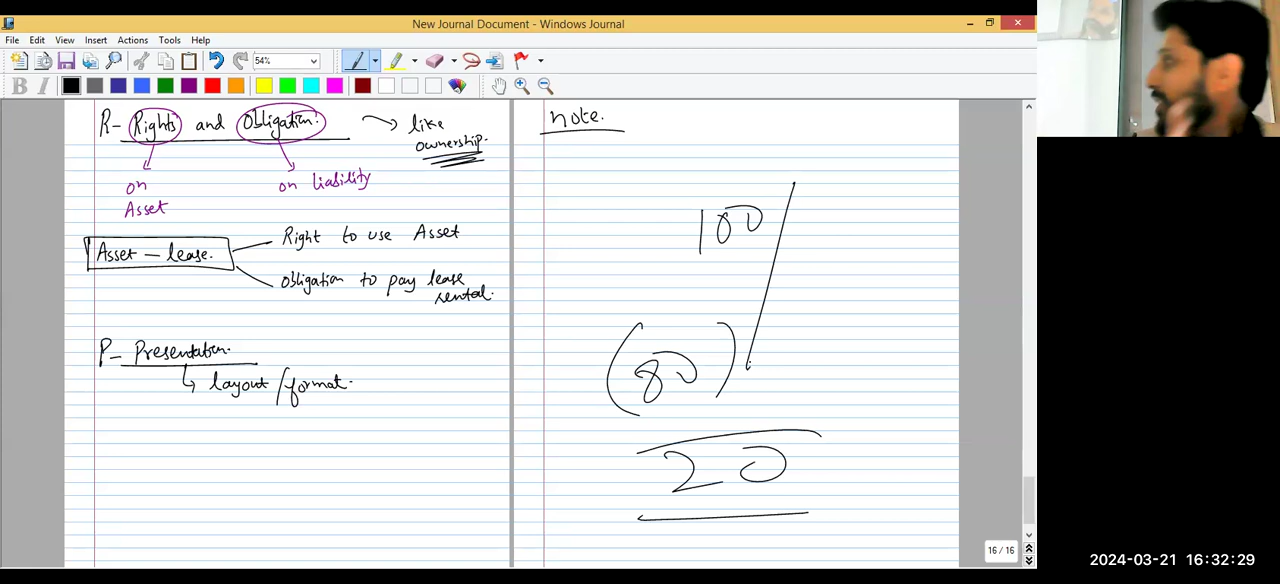 New Journal Document - Windows Journal
File Edit View Insert Actions Tools Help
54%
B I
R- Rights and Obligation. like
ownership.
on
Asset
on liability
Asset - lease.
Right to use Asset
Obligation to pay lease
rental.
P- Presentation.
layout/format.
note.
100
(80)
20
16 / 16
2024-03-21 16:32:29